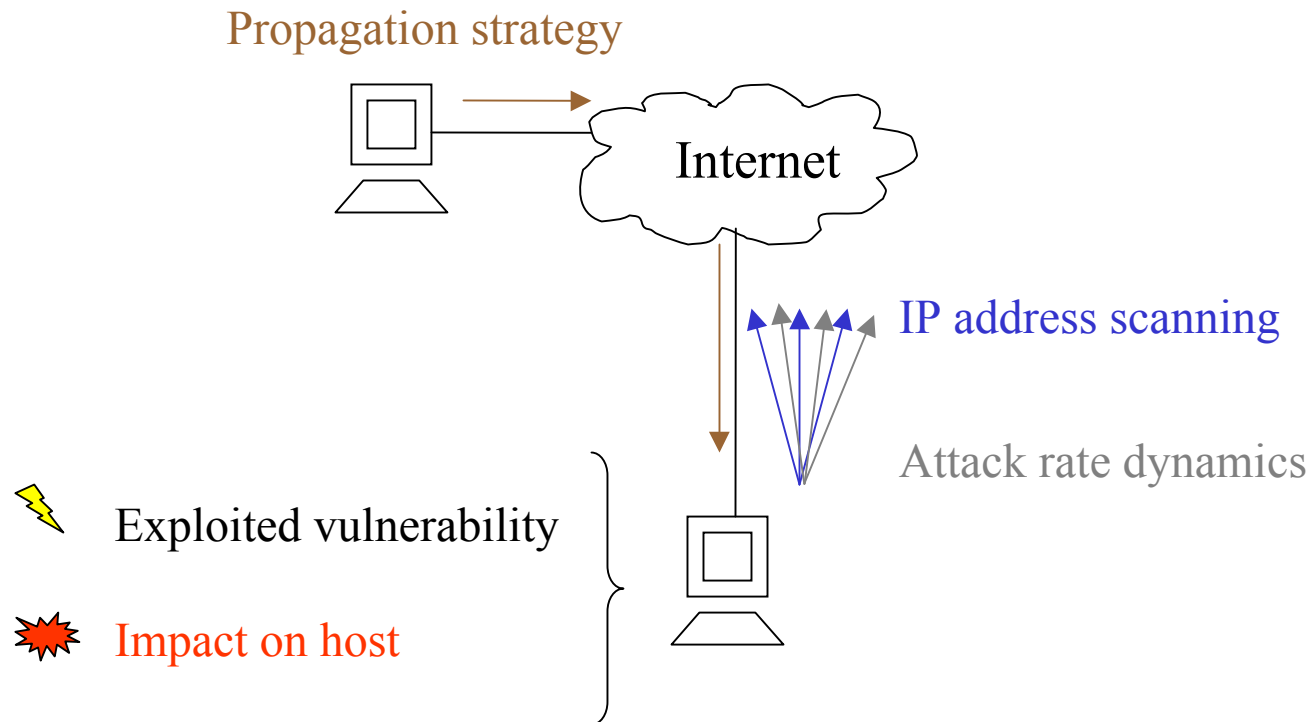 Propagation strategy
Internet
IP address scanning
Attack rate dynamics
Exploited vulnerability
Impact on host